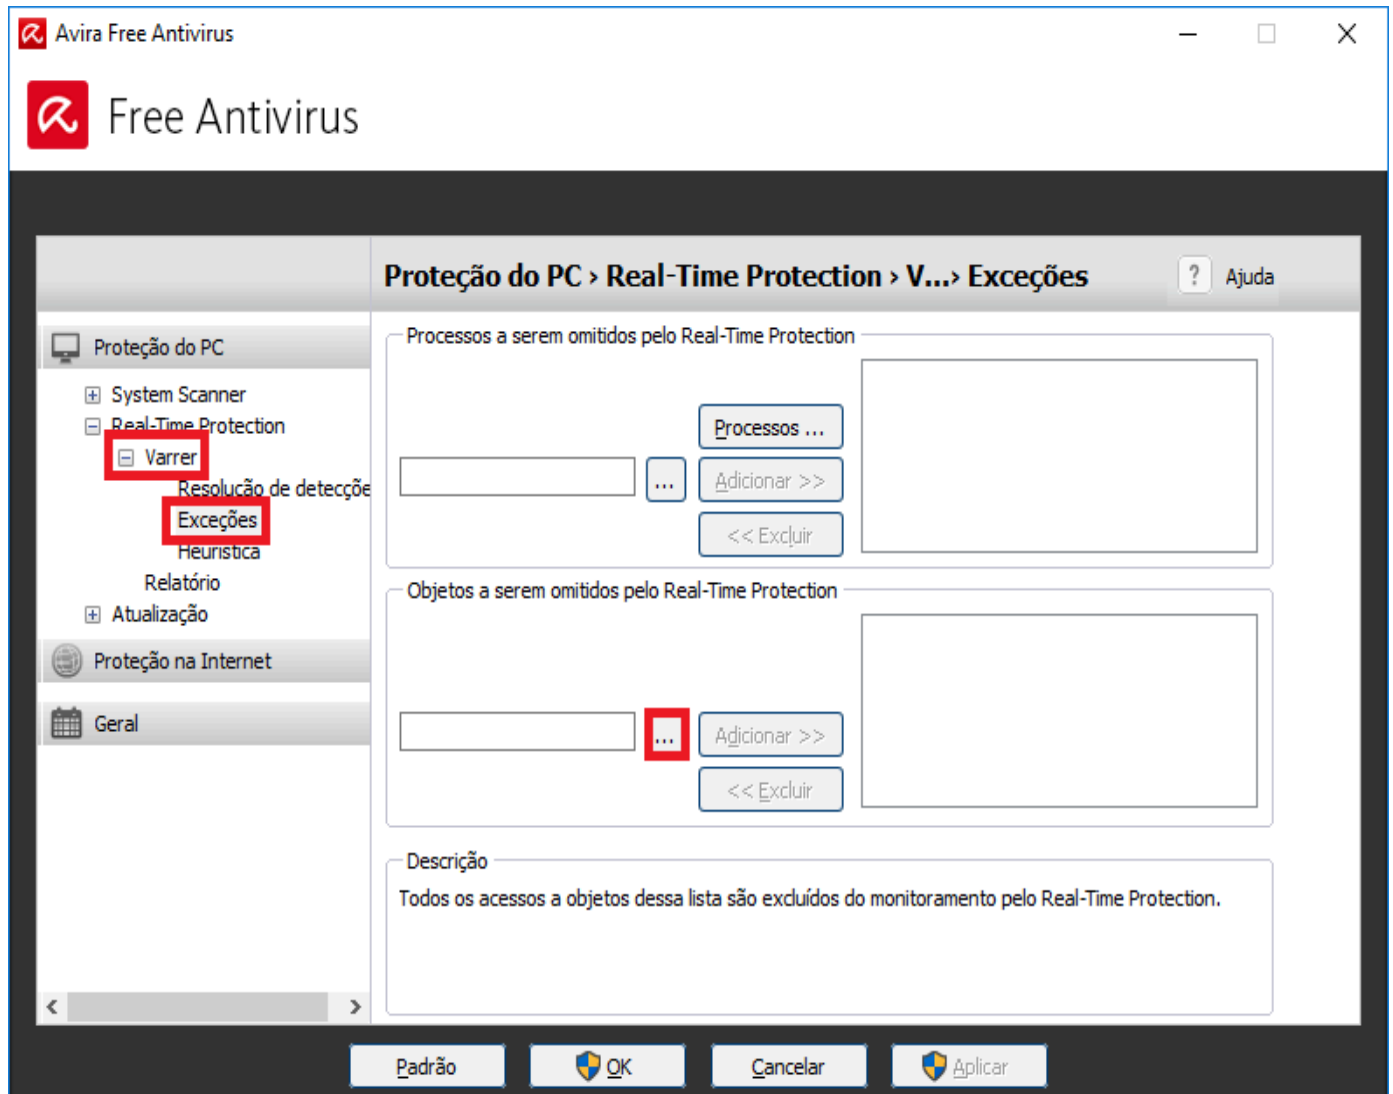 Avira Free Antivirus
Free Antivirus
Proteção do PC › Real-Time Protection › V...› Exceções
? Ajuda
Proteção do PC
System Scanner
Real-Time Protection
Varrer
Resolução de detecçõe
Exceções
Heurística
Relatório
Atualização
Proteção na Internet
Geral
Processos a serem omitidos pelo Real-Time Protection
Processos ...
...
Adicionar >>
<< Excluir
Objetos a serem omitidos pelo Real-Time Protection
...
Adicionar >>
<< Excluir
Descrição
Todos os acessos a objetos dessa lista são excluídos do monitoramento pelo Real-Time Protection.
Padrão
OK
Cancelar
Aplicar